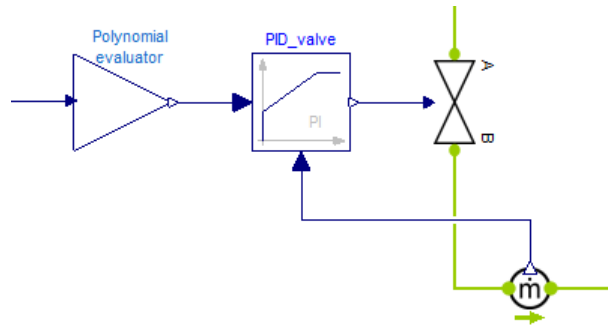 Polynomial
evaluator
PID_valve
PI
A
B
ṁ